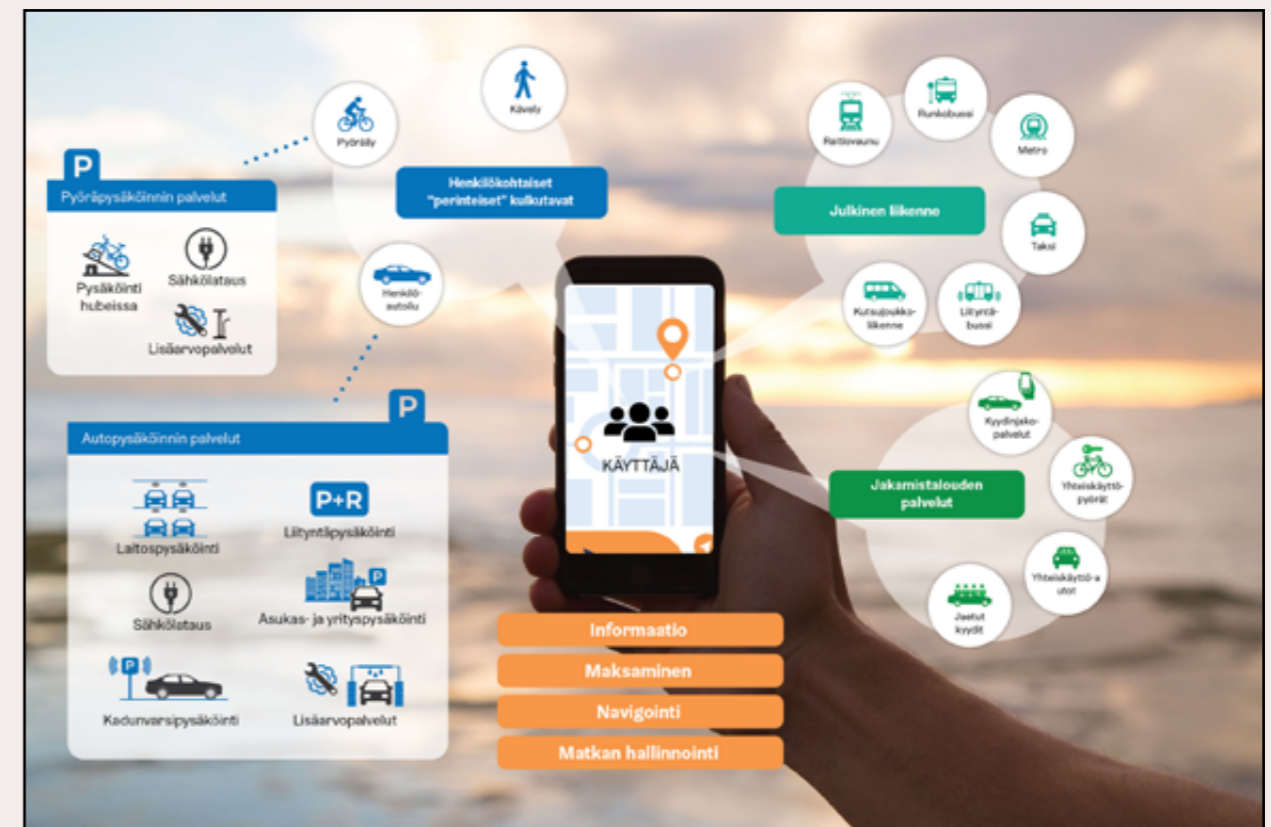 Kävely
Pyöräily
Henkilökohtaiset
"perinteiset" kulkutavat
Henkilö-
autoilu
P
Pyöräpysäköinnin palvelut
Pysäköinti
hubeissa
Sähkölataus
Lisäarvopalvelut
P
Autopysäköinnin palvelut
Laitospysäköinti
P+R
Liityntäpysäköinti
Sähkölataus
P
Asukas- ja yrityspysäköinti
P
Kadunvarsipysäköinti
Lisäarvopalvelut
KÄYTTÄJÄ
Informaatio
Maksaminen
Navigointi
Matkan hallinnointi
Raitiovaunu
Runkobussi
Metro
Julkinen liikenne
Taksi
Kutsujoukko-
liikenne
Liityntä-
bussi
Kyydinjako-
palvelut
Jakamistalouden
palvelut
Yhteiskäyttö-
pyörät
Yhteiskäyttö-a
utot
Jaetut
kyydit